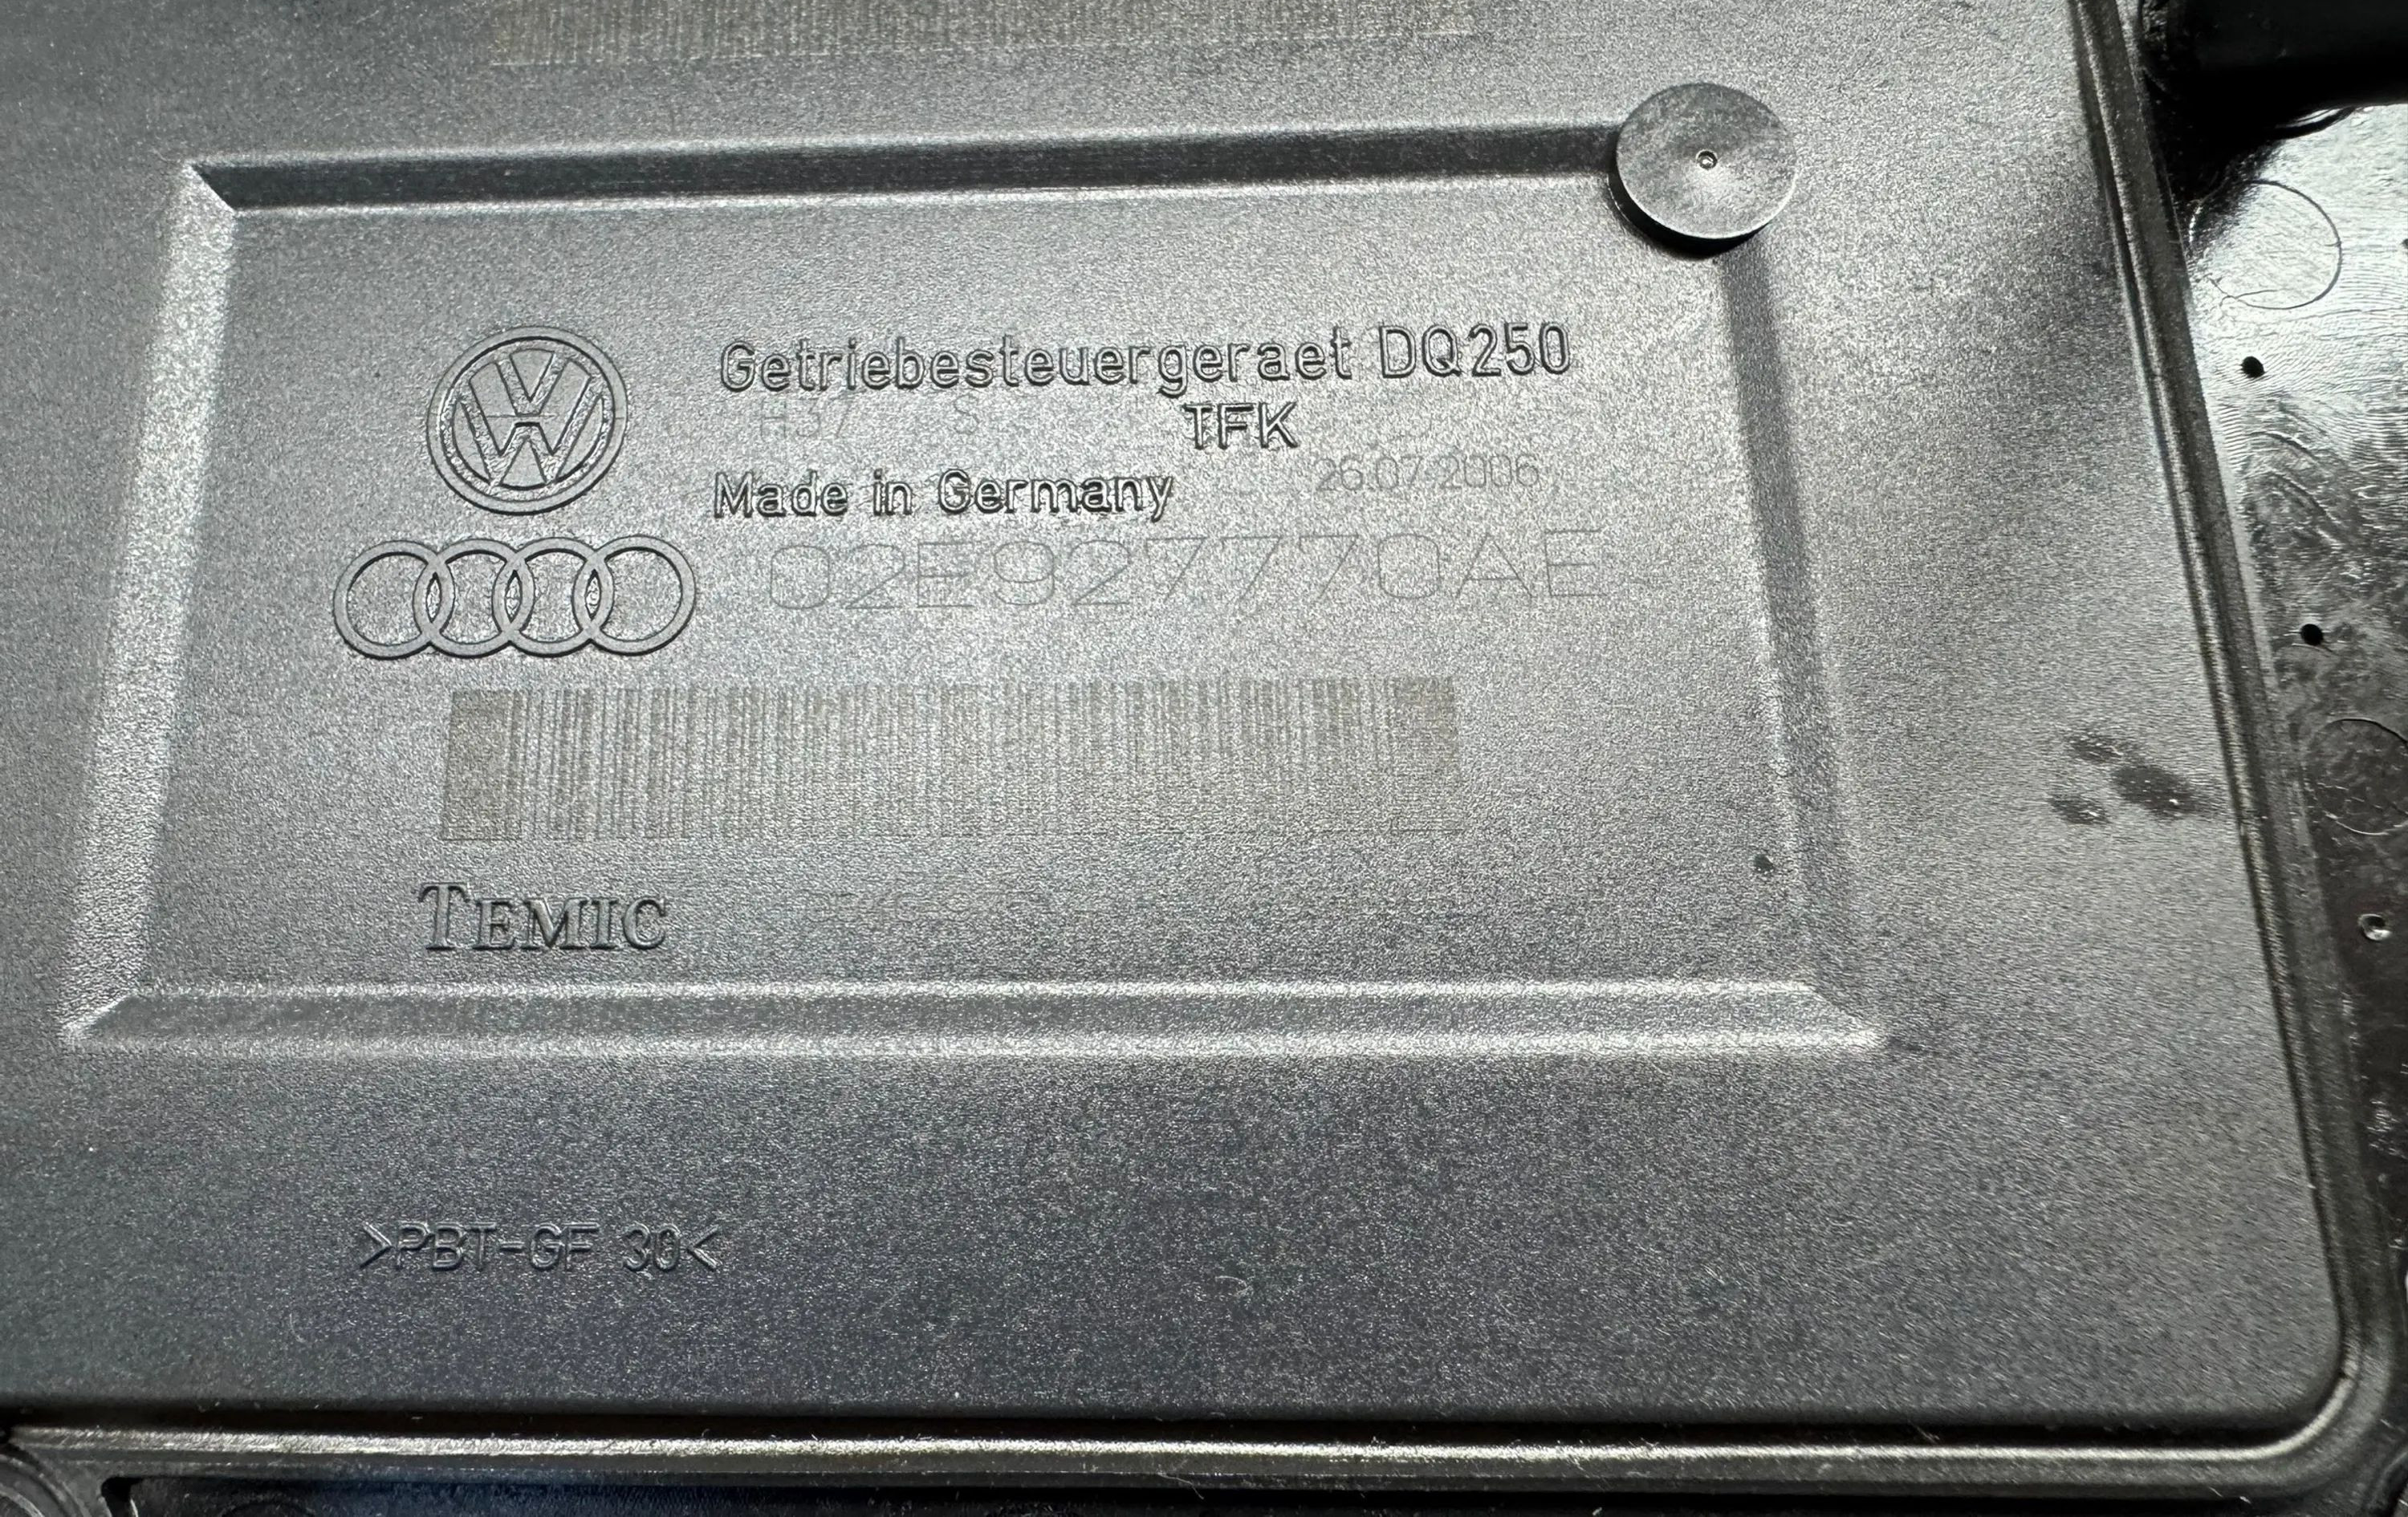 Getriebesteuergeraet DQ250
H37 S TFK
26.07.2006
Made in Germany
02E927770AE
TEMIC
>PBT-GF 30<